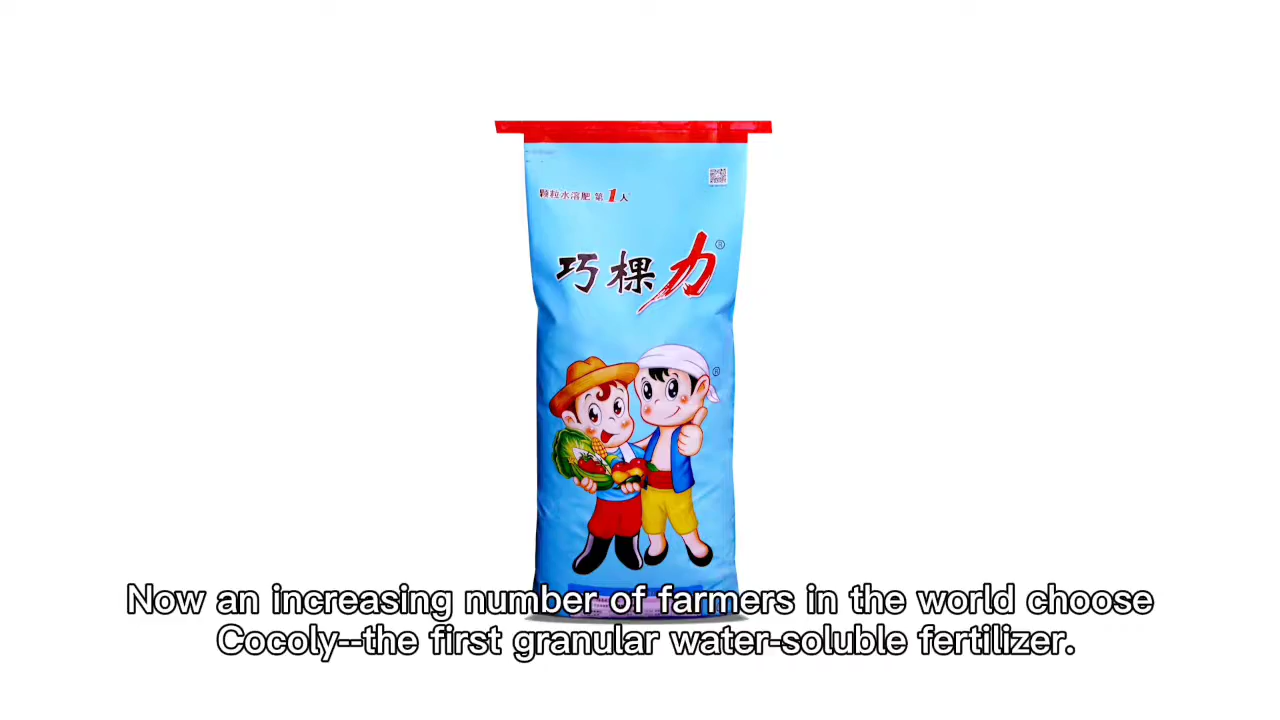 颗粒水溶肥 第1人
巧棵力®
®
Now an increasing number of farmers in the world choose
Cocoly--the first granular water-soluble fertilizer.